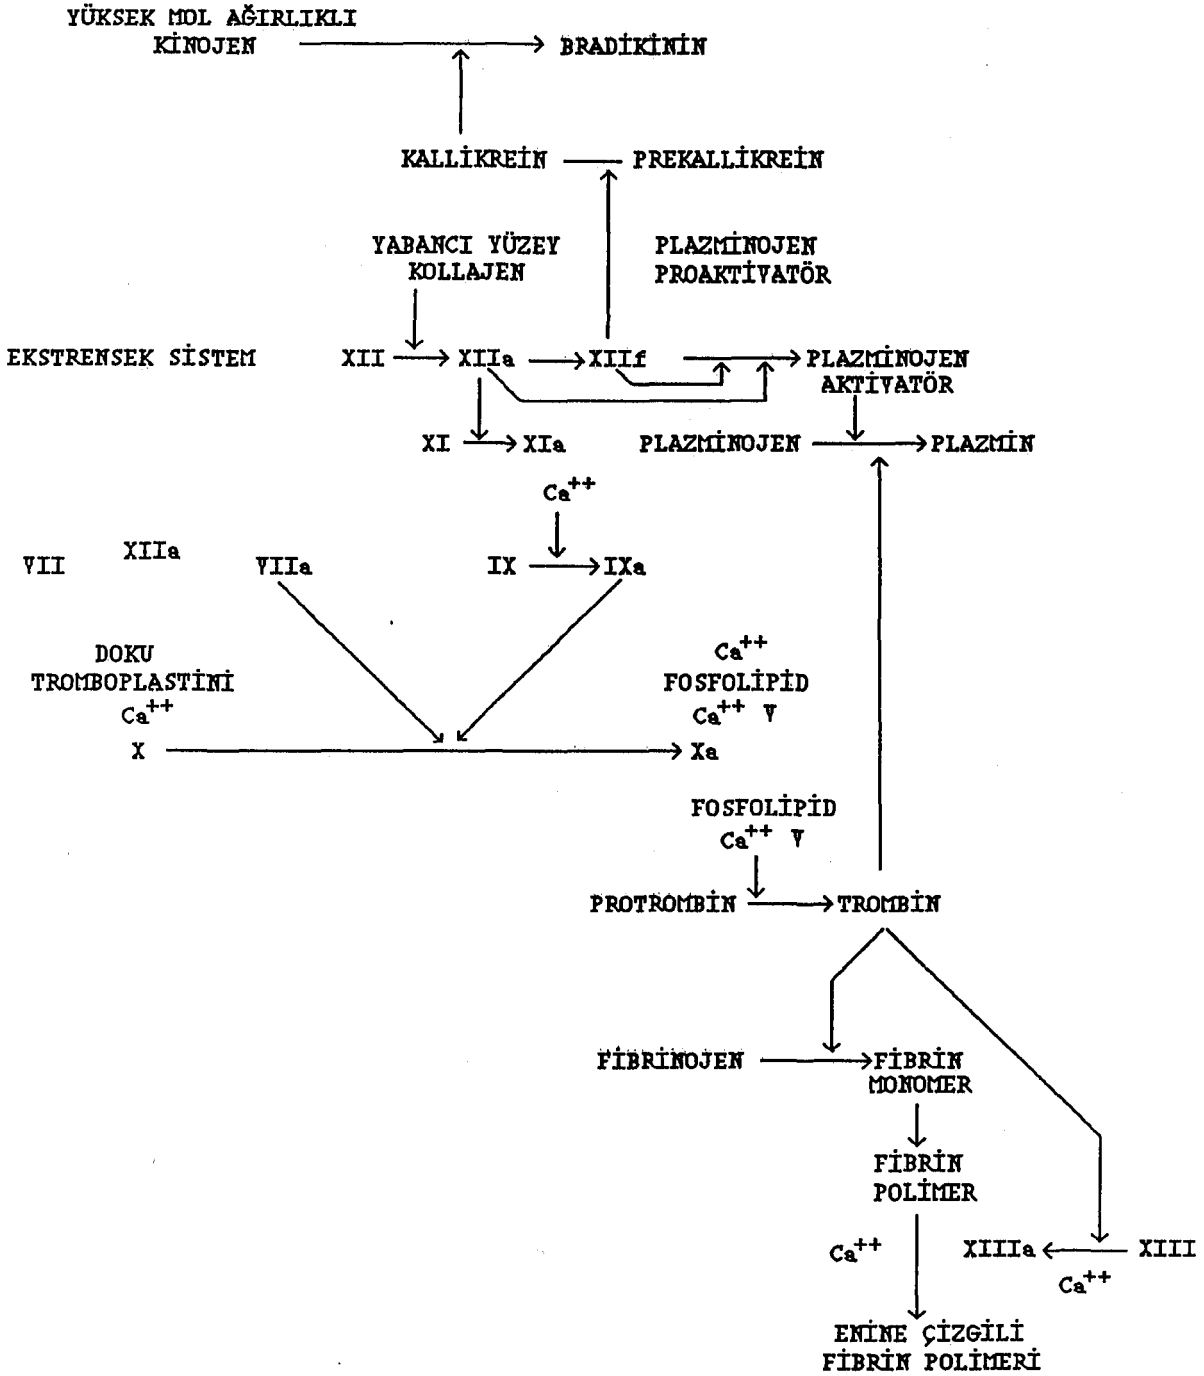 YÜKSEK MOL AĞIRLIKLI
KİNOJEN
BRADİKİNİN
KALLİKREİN
PREKALLİKREİN
YABANCI YÜZEY
KOLLAJEN
PLAZMİNOJEN
PROAKTİVATÖR
EKSTRENSEK SİSTEM
XII
XIIa
XIIf
PLAZMİNOJEN
AKTİVATÖR
XI
XIa
PLAZMİNOJEN
PLAZMİN
Ca++
VII
XIIa
VIIa
IX
IXa
DOKU
TROMBOPLASTİNİ
Ca++
Ca++
FOSFOLİPİD
Ca++ V
X
Xa
FOSFOLİPİD
Ca++ V
PROTROMBİN
TROMBİN
FİBRİNOJEN
FİBRİN
MONOMER
FİBRİN
POLİMER
Ca++
XIIIa
XIII
Ca++
ENİNE ÇİZGİLİ
FİBRİN POLİMERİ